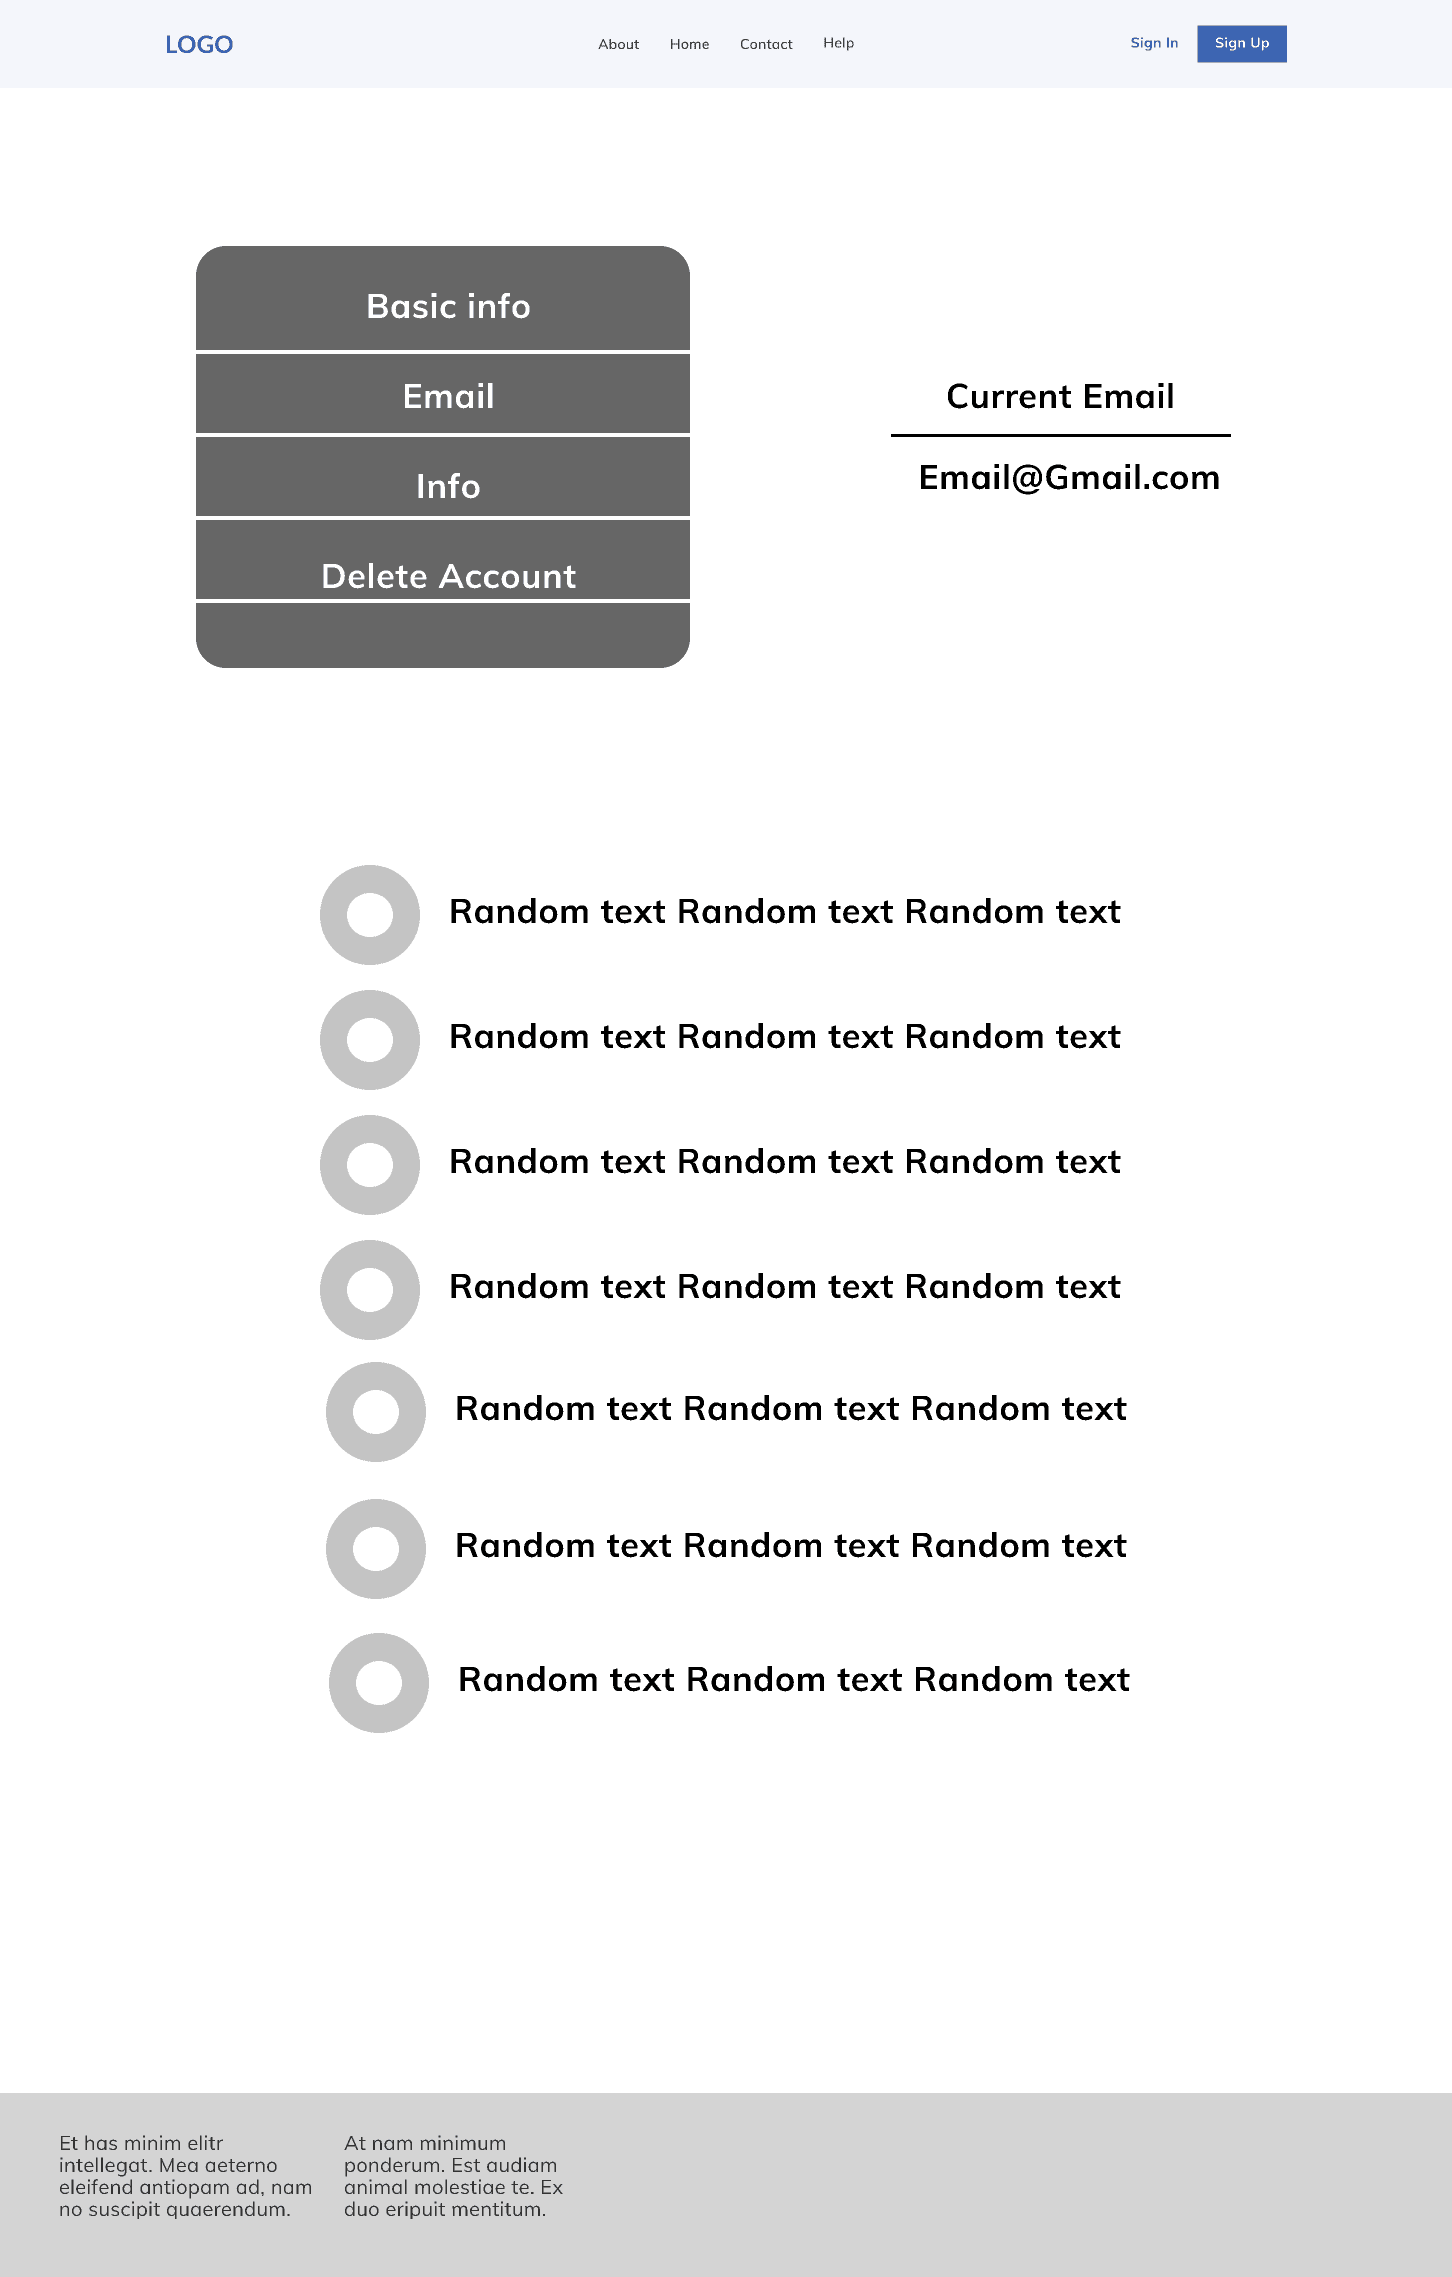 LOGO
About Home Contact Help
Sign In Sign Up
Basic info
Email
Info
Delete Account
Current Email
Email@Gmail.com
Random text Random text Random text
Random text Random text Random text
Random text Random text Random text
Random text Random text Random text
Random text Random text Random text
Random text Random text Random text
Random text Random text Random text
Et has minim elitr
intellegat. Mea aeterno
eleifend antiopam ad, nam
no suscipit quaerendum.
At nam minimum
ponderum. Est audiam
animal molestiae te. Ex
duo eripuit mentitum.